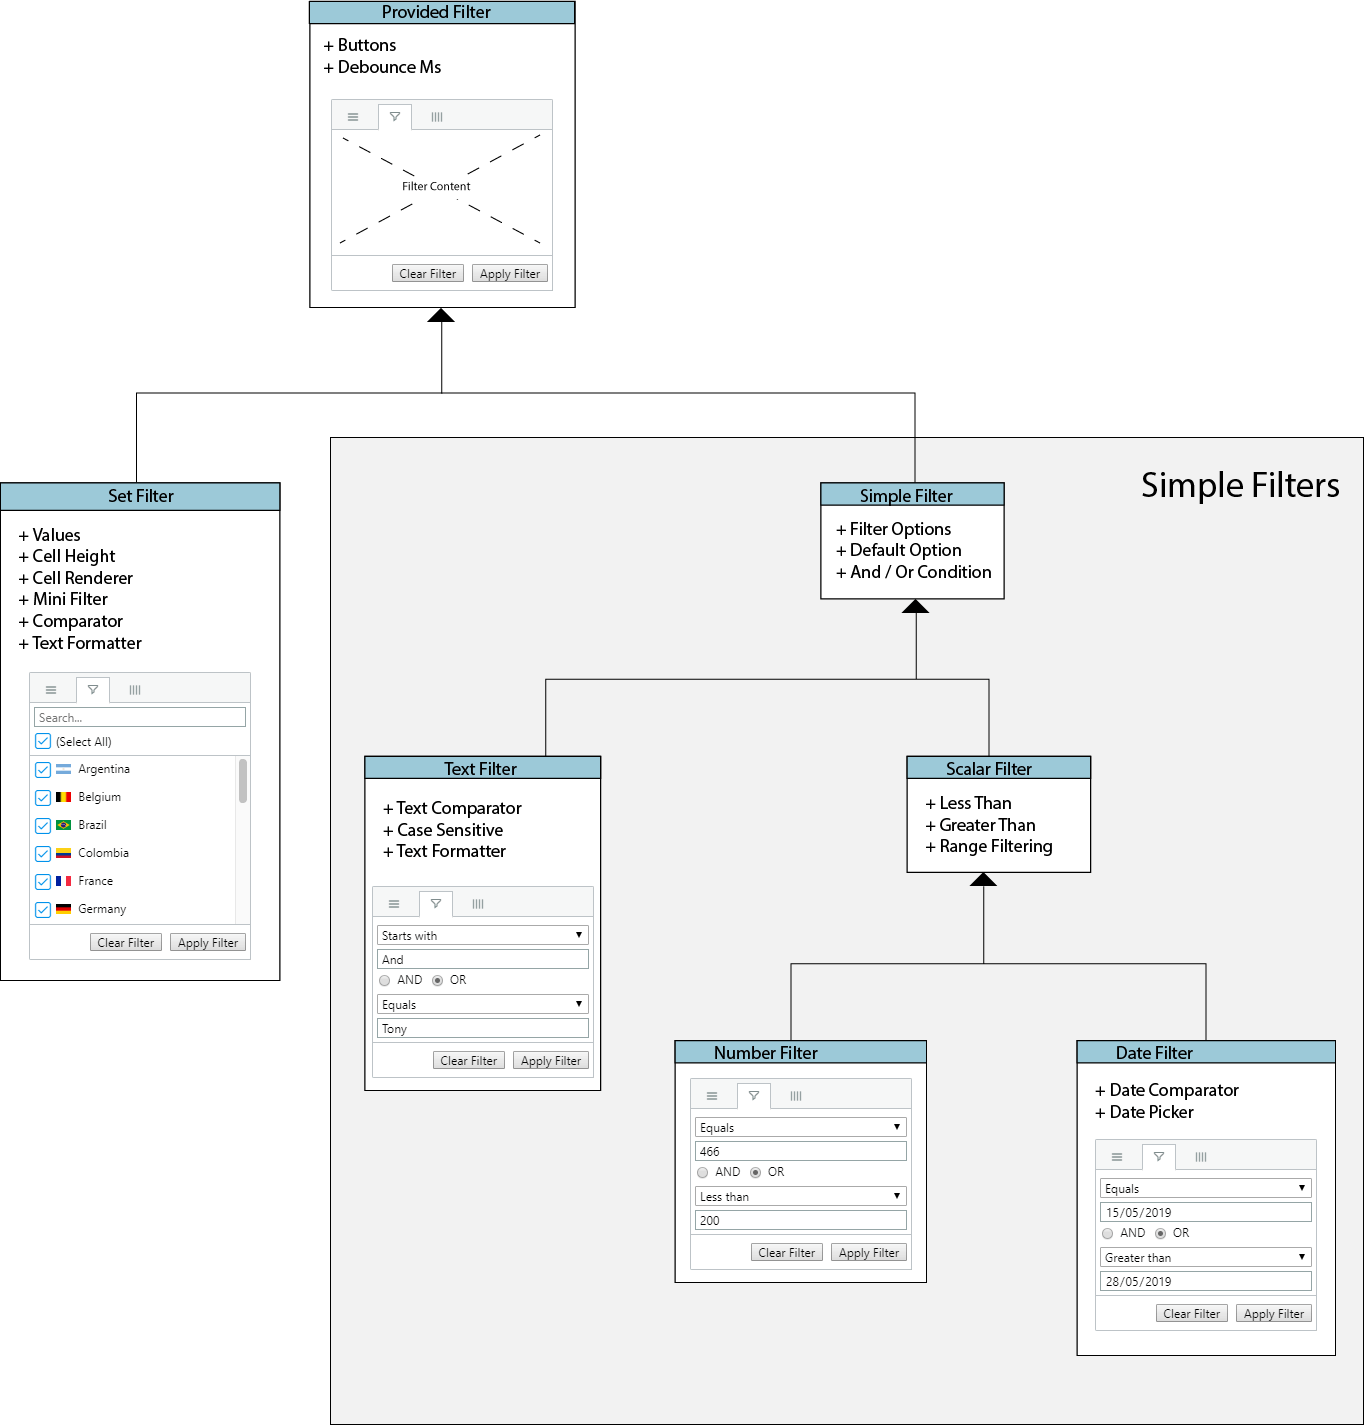 Provided Filter
+ Buttons
+ Debounce Ms
Filter Content
Clear Filter
Apply Filter
Simple Filters
Set Filter
+ Values
+ Cell Height
+ Cell Renderer
+ Mini Filter
+ Comparator
+ Text Formatter
Search...
(Select All)
Argentina
Belgium
Brazil
Colombia
France
Germany
Clear Filter
Apply Filter
Simple Filter
+ Filter Options
+ Default Option
+ And / Or Condition
Text Filter
+ Text Comparator
+ Case Sensitive
+ Text Formatter
Starts with
And
AND
OR
Equals
Tony
Clear Filter
Apply Filter
Scalar Filter
+ Less Than
+ Greater Than
+ Range Filtering
Number Filter
Equals
466
AND
OR
Less than
200
Clear Filter
Apply Filter
Date Filter
+ Date Comparator
+ Date Picker
Equals
15/05/2019
AND
OR
Greater than
28/05/2019
Clear Filter
Apply Filter